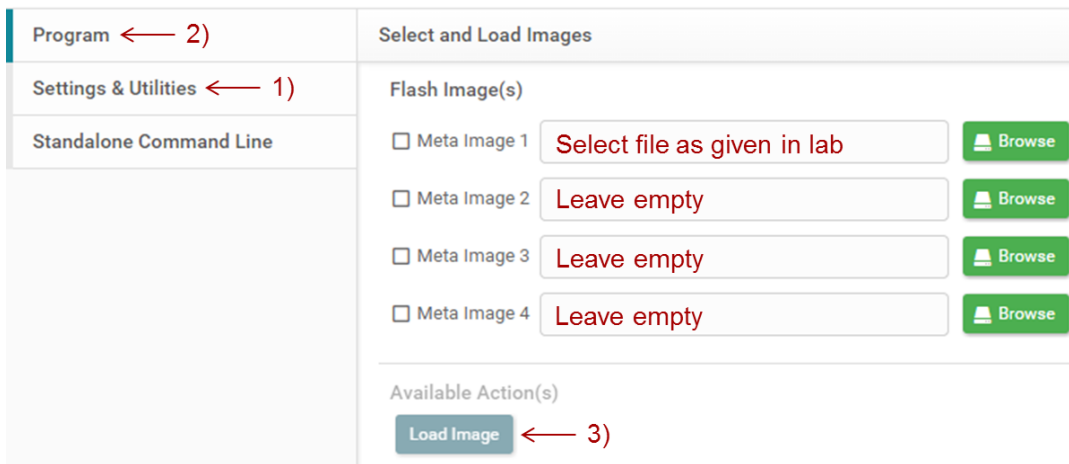 Program ← 2)
Settings & Utilities ← 1)
Standalone Command Line
Select and Load Images
Flash Image(s)
Meta Image 1 Select file as given in lab Browse
Meta Image 2 Leave empty Browse
Meta Image 3 Leave empty Browse
Meta Image 4 Leave empty Browse
Available Action(s)
Load Image ← 3)